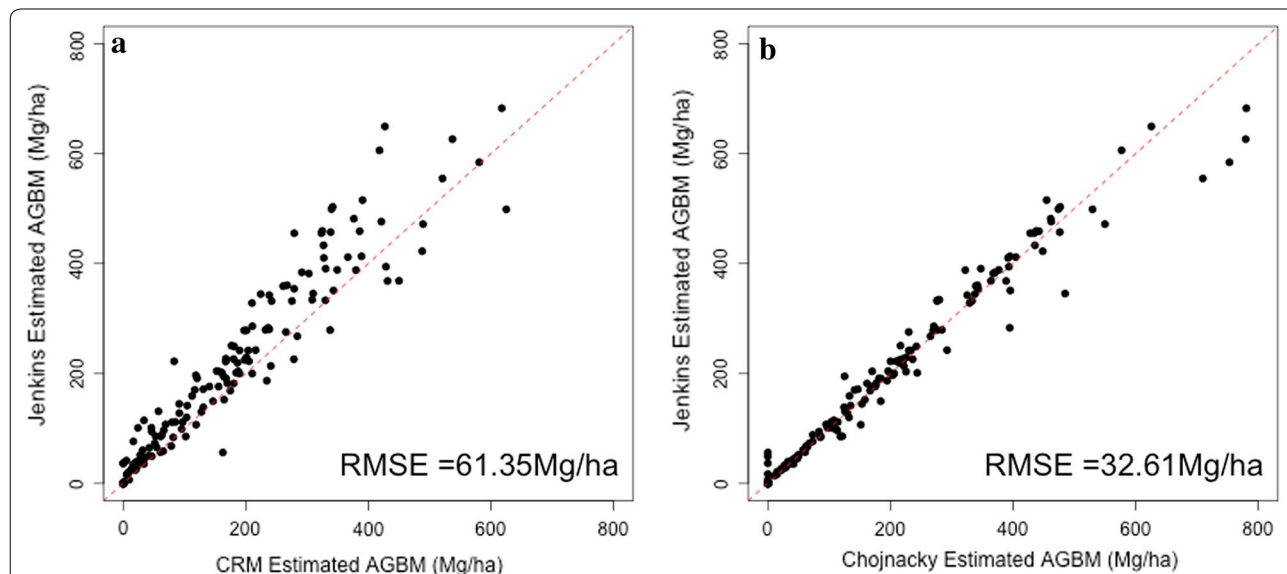 a
Jenkins Estimated AGBM (Mg/ha)
800
600
400
200
0
RMSE =61.35Mg/ha
0 200 400 600 800
CRM Estimated AGBM (Mg/ha)
b
Jenkins Estimated AGBM (Mg/ha)
800
600
400
200
0
RMSE =32.61Mg/ha
0 200 400 600 800
Chojnacky Estimated AGBM (Mg/ha)